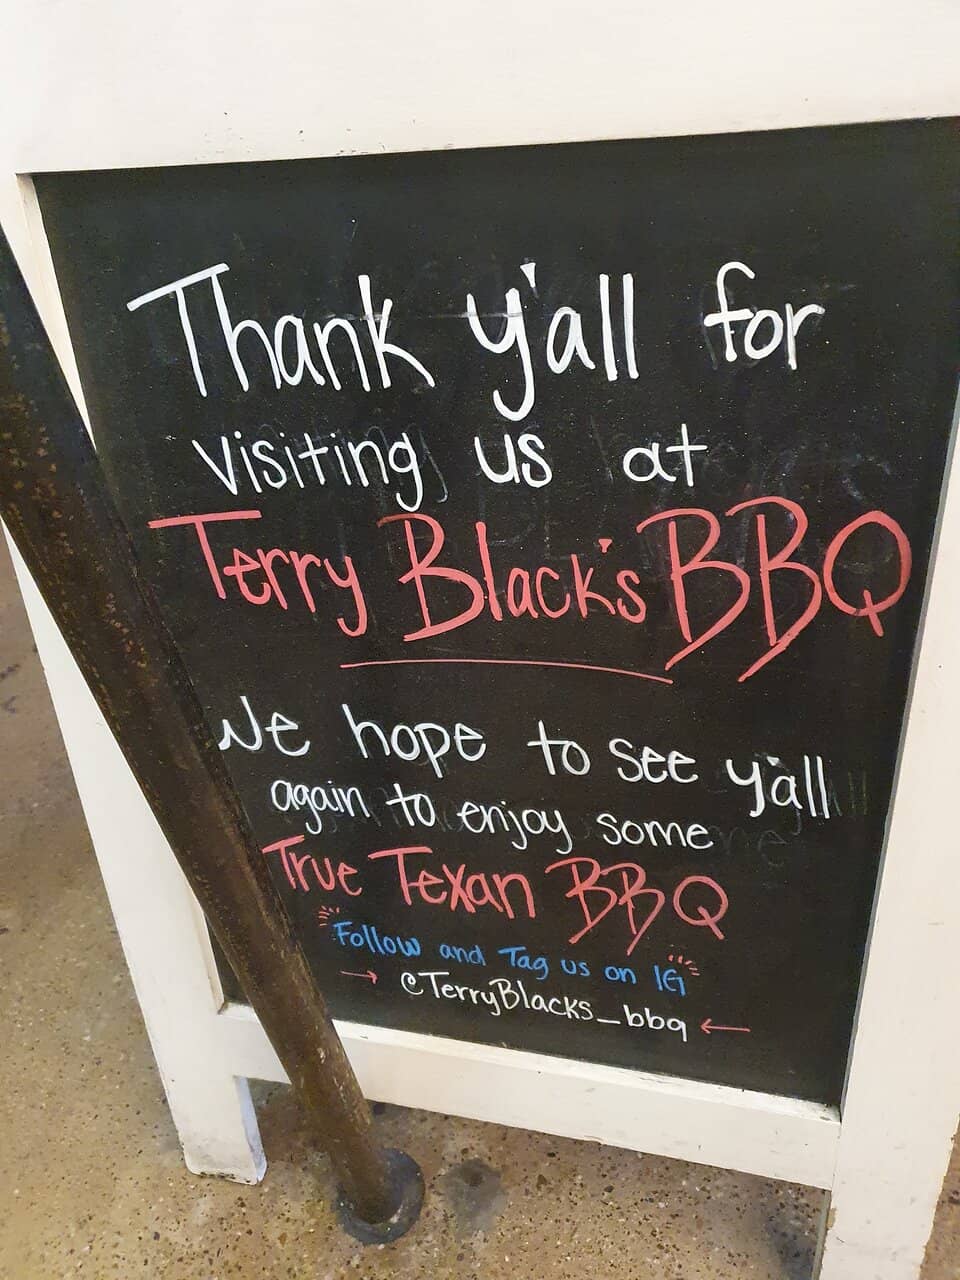 Thank y'all for
visiting us at
Terry Black's BBQ
We hope to see y'all
again to enjoy some
True Texan BBQ
Follow and Tag us on IG
→ @TerryBlacks_bbq ←